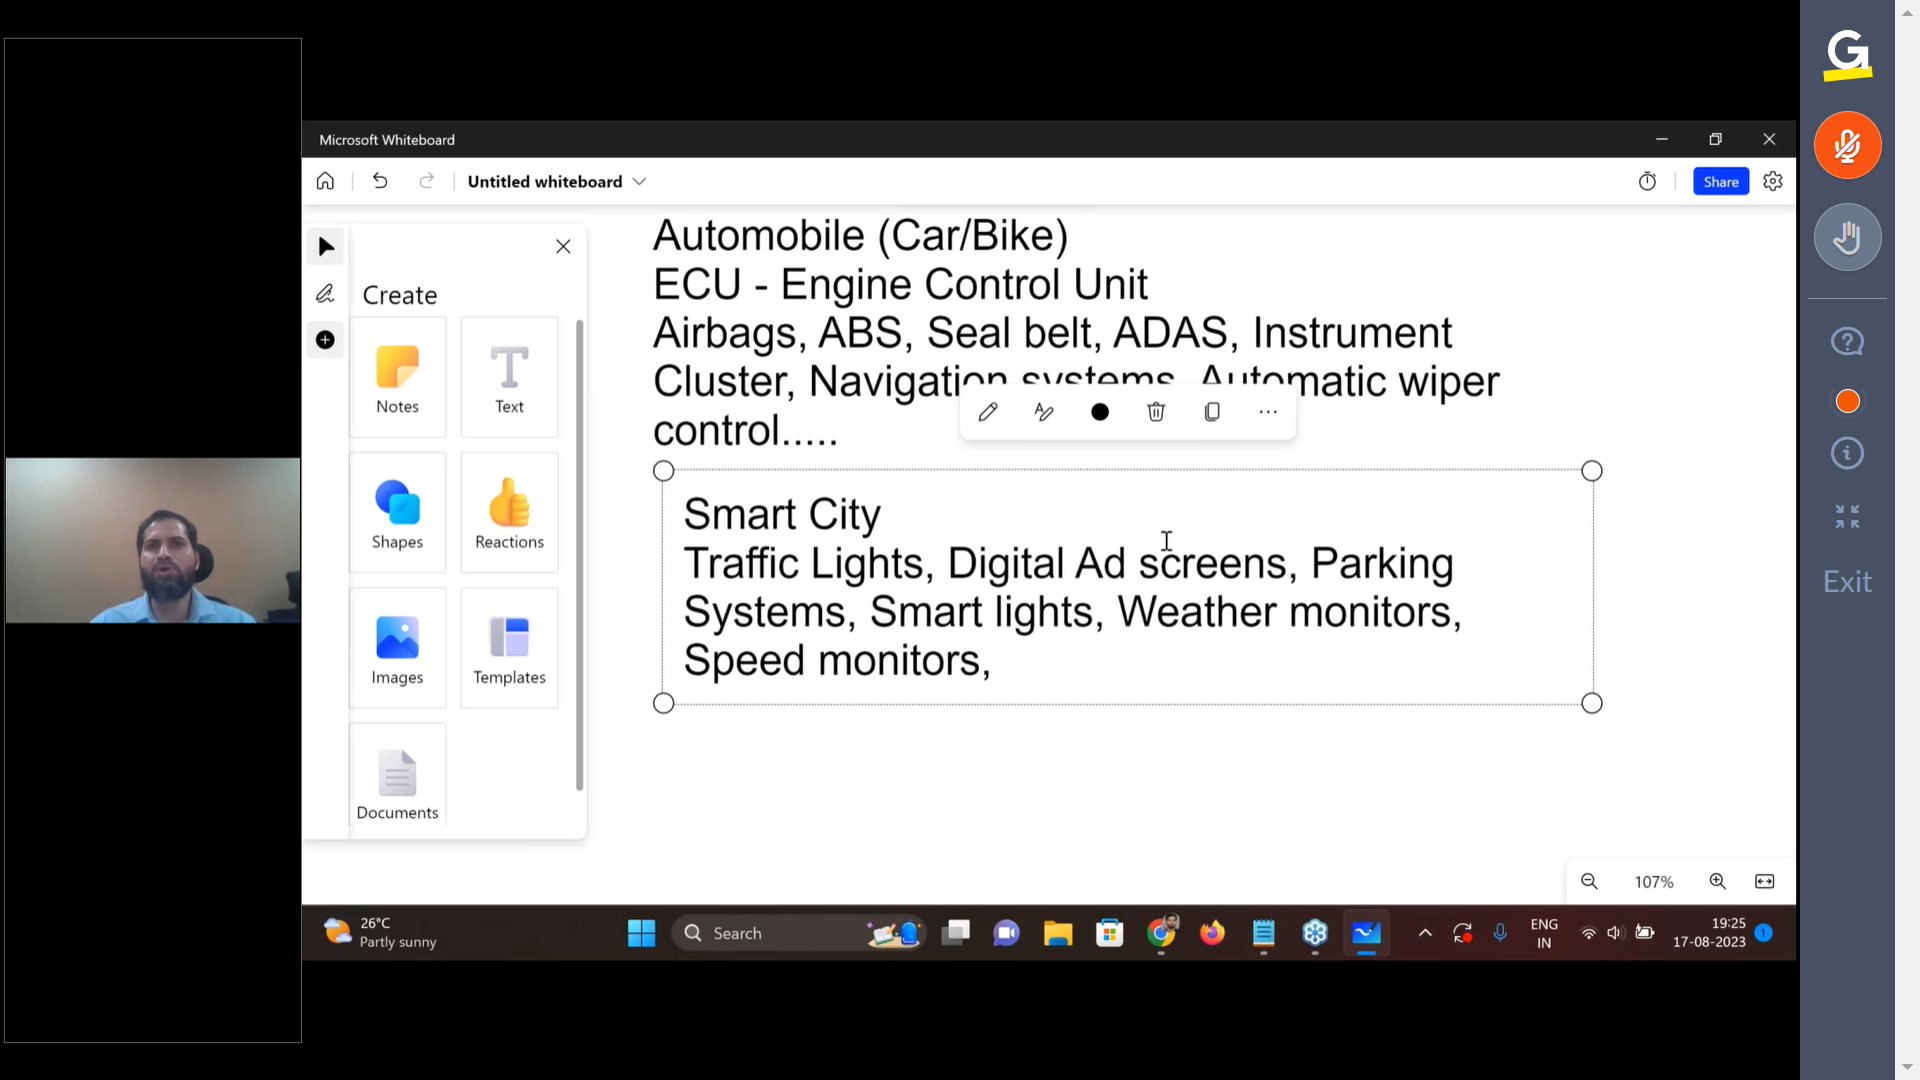 Microsoft Whiteboard
Untitled whiteboard
Share
Create
Notes
Text
Shapes
Reactions
Images
Templates
Documents
Automobile (Car/Bike)
ECU - Engine Control Unit
Airbags, ABS, Seal belt, ADAS, Instrument
Cluster, Navigation systems, Automatic wiper
control.....
Smart City
Traffic Lights, Digital Ad screens, Parking
Systems, Smart lights, Weather monitors,
Speed monitors,
107%
26°C
Partly sunny
Search
ENG
IN
19:25
17-08-2023
1
G
Exit